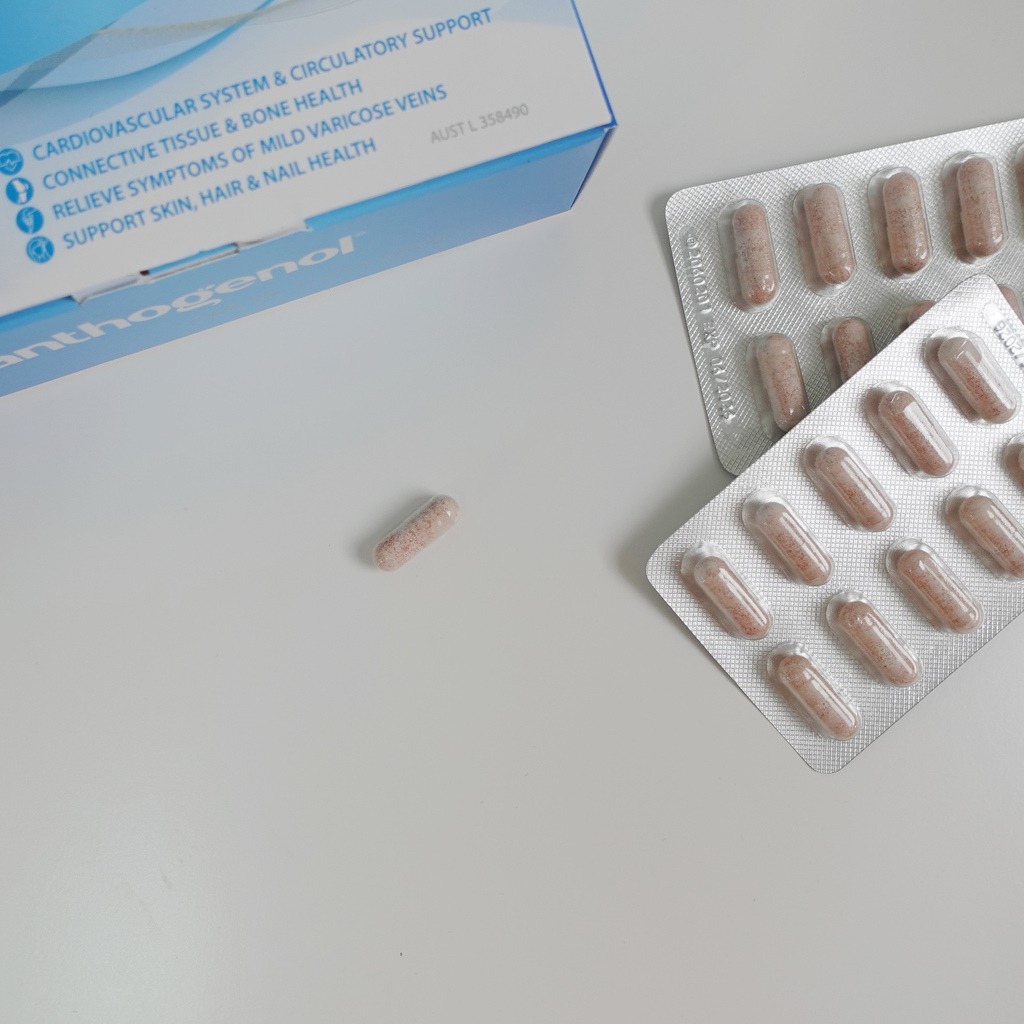 CARDIOVASCULAR SYSTEM & CIRCULATORY SUPPORT
CONNECTIVE TISSUE & BONE HEALTH
RELIEVE SYMPTOMS OF MILD VARICOSE VEINS
SUPPORT SKIN, HAIR & NAIL HEALTH
AUST L 358490
anthogenol